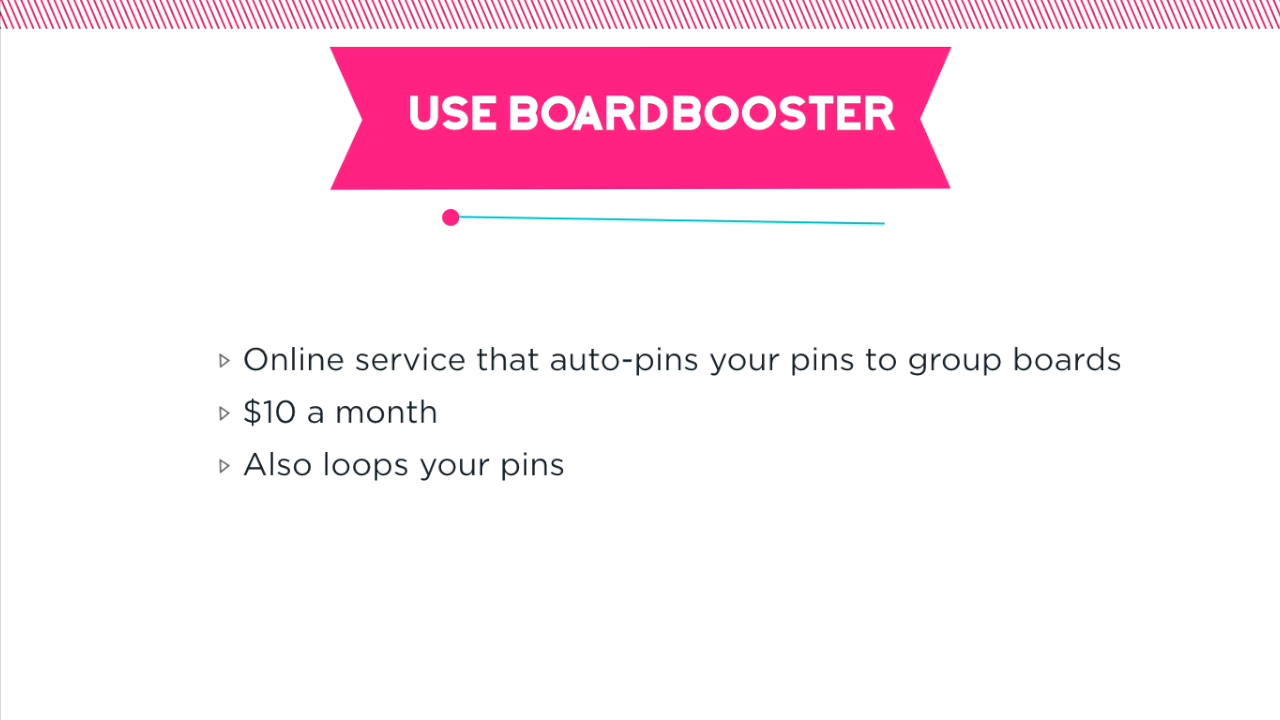 USE BOARDBOOSTER
Online service that auto-pins your pins to group boards
$10 a month
Also loops your pins